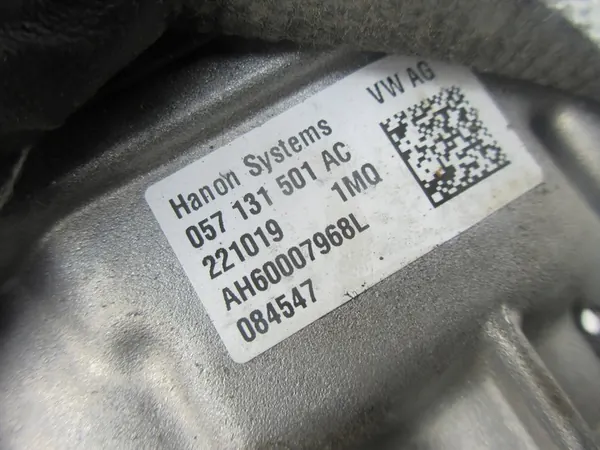 VW AG
Hanon Systems
057 131 501 AC
221019 1MQ
AH60007968L
084547